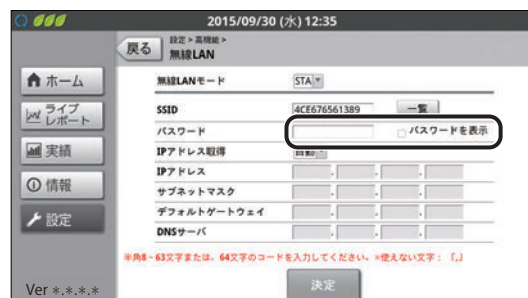 2015/09/30 (水) 12:35
戻る
設定 > 高機能 >
無線LAN
ホーム
ライブ
レポート
実績
情報
設定
Ver *.*.*.*
無線LANモード STA
SSID 4CE676561389 一覧
パスワード パスワードを表示
IPアドレス取得 自動
IPアドレス . . .
サブネットマスク . . .
デフォルトゲートウェイ . . .
DNSサーバ . . .
半角8~63文字または、64文字のコードを入力してください。※使えない文字:「,」
決定